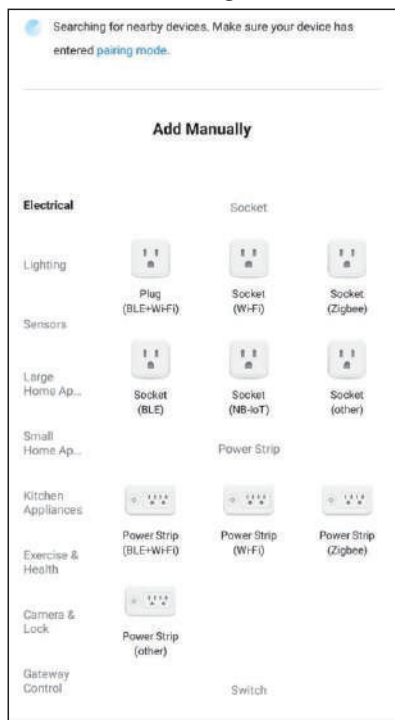 Searching for nearby devices. Make sure your device has
entered pairing mode.
Add Manually
Electrical
Lighting
Sensors
Large
Home Ap...
Small
Home Ap...
Kitchen
Appliances
Exercise &
Health
Camera &
Lock
Gateway
Control
Socket
Plug
(BLE+Wi-Fi)
Socket
(Wi-Fi)
Socket
(Zigbee)
Socket
(BLE)
Socket
(NB-IoT)
Socket
(other)
Power Strip
Power Strip
(BLE+Wi-Fi)
Power Strip
(Wi-Fi)
Power Strip
(Zigbee)
Power Strip
(other)
Switch